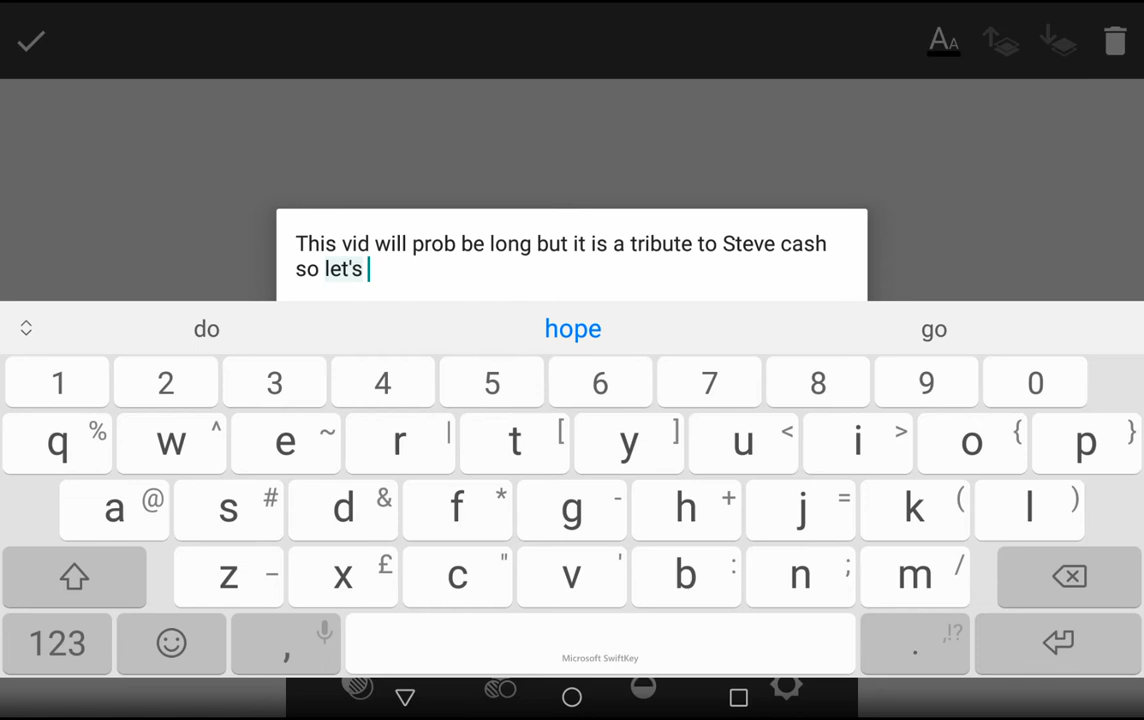 AA
This vid will prob be long but it is a tribute to Steve cash
so let's
do hope go
1 2 3 4 5 6 7 8 9 0
q % w ^ e ~ r | t [ y ] u < i > o { p }
a @ s # d & f * g - h + j = k ( l )
z _ x £ c " v ' b : n ; m /
123 , . ,!?
Microsoft SwiftKey